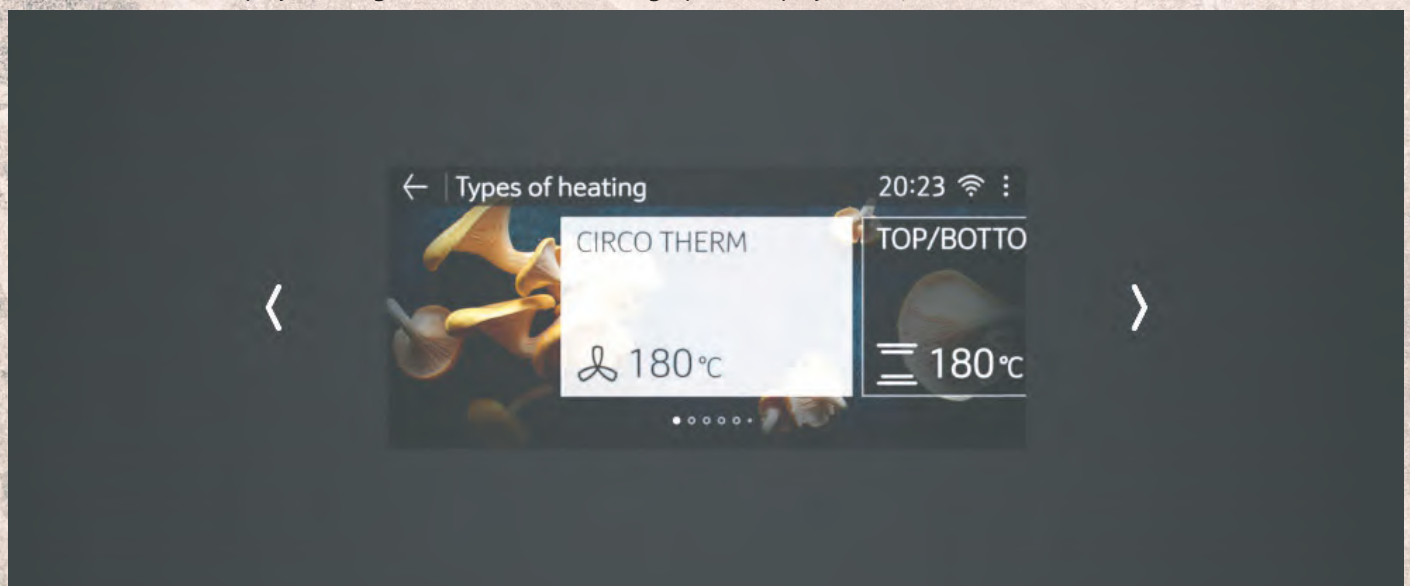 ← | Types of heating 20:23
CIRCO THERM
TOP/BOTTO
180 °C
180 °C